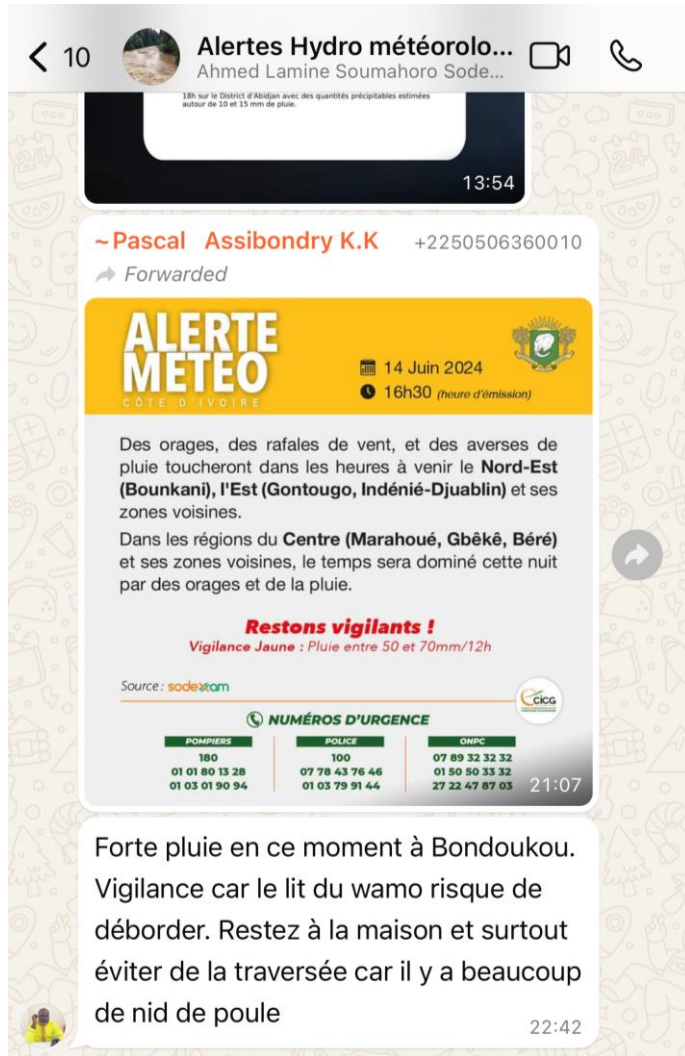 10
Alertes Hydro météorolo...
Ahmed Lamine Soumahoro Sode...
18h sur le District d'Abidjan avec des quantités précipitables estimées
autour de 10 et 15 mm de pluie.
13:54
~Pascal Assibondry K.K +2250506360010
Forwarded
ALERTE
METEO
CÔTE D'IVOIRE
14 Juin 2024
16h30 (heure d'émission)
Des orages, des rafales de vent, et des averses de
pluie toucheront dans les heures à venir le Nord-Est
(Bounkani), l'Est (Gontougo, Indénié-Djuablin) et ses
zones voisines.
Dans les régions du Centre (Marahoué, Gbêkê, Béré)
et ses zones voisines, le temps sera dominé cette nuit
par des orages et de la pluie.
Restons vigilants !
Vigilance Jaune : Pluie entre 50 et 70mm/12h
Source : sodexam
CICG
NUMÉROS D'URGENCE
POMPIERS POLICE ONPC
180 100 07 89 32 32 32
01 01 80 13 28 07 78 43 76 46 01 50 50 33 32
01 03 01 90 94 01 03 79 91 44 27 22 47 87 03
21:07
Forte pluie en ce moment à Bondoukou.
Vigilance car le lit du wamo risque de
déborder. Restez à la maison et surtout
éviter de la traversée car il y a beaucoup
de nid de poule
22:42